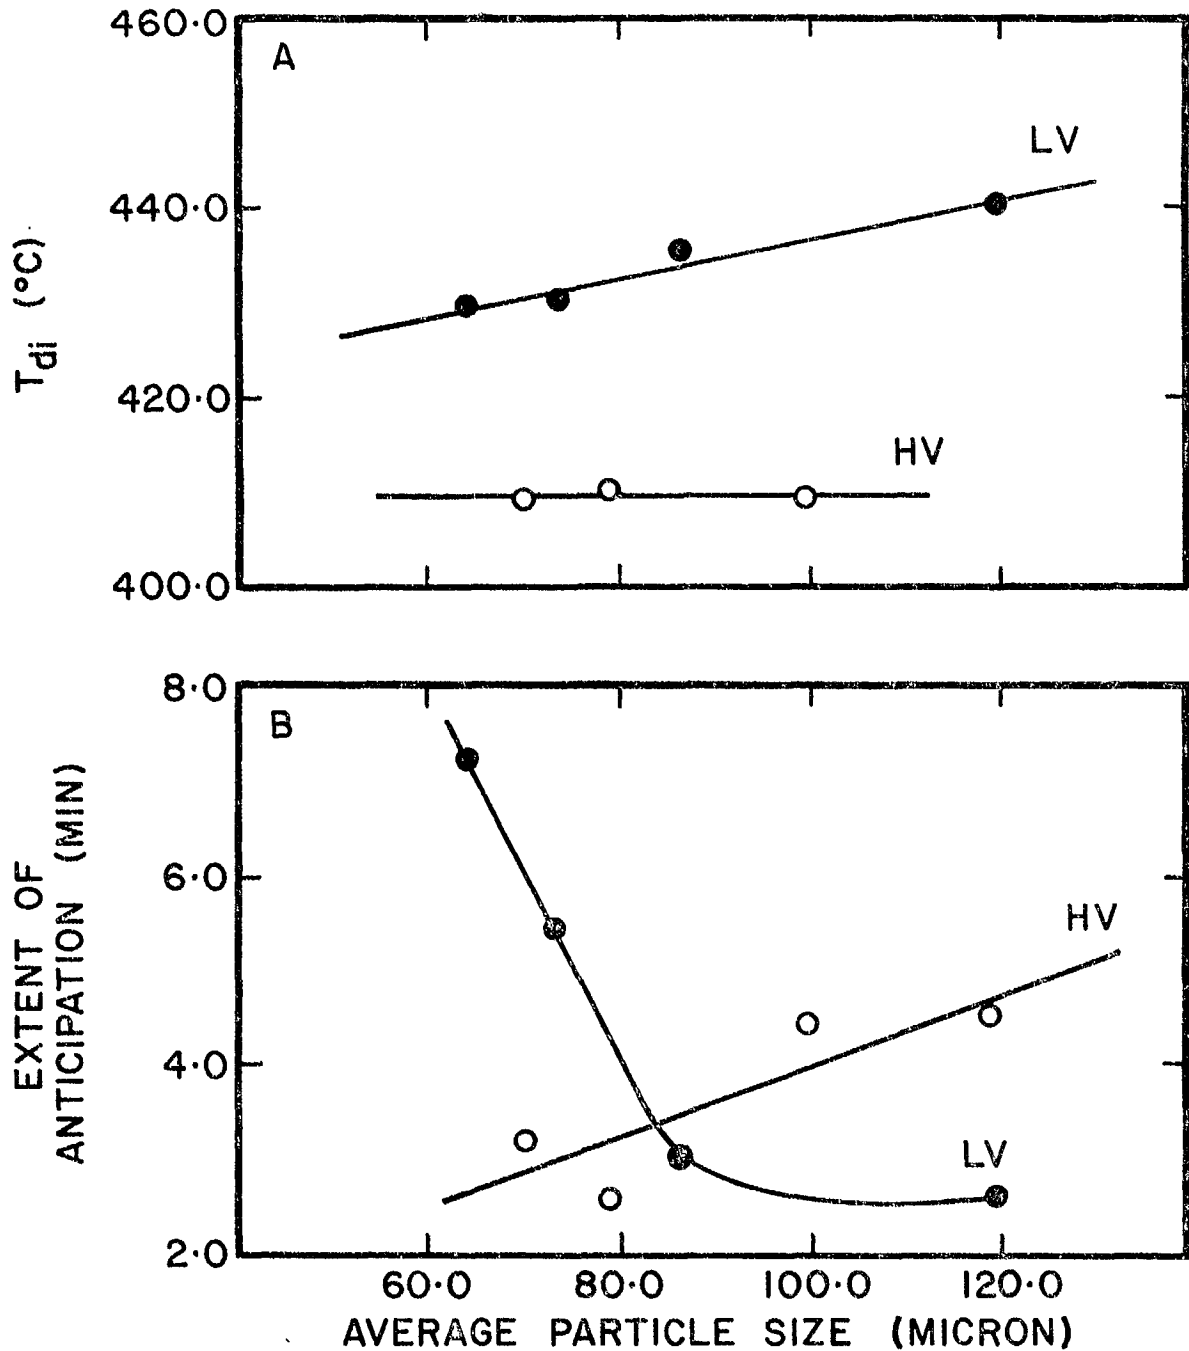 460·0
A
LV
440·0
T_di (°C)
420·0
HV
400·0
8·0
B
EXTENT OF
ANTICIPATION (MIN)
6·0
HV
4·0
LV
2·0
60·0 80·0 100·0 120·0
AVERAGE PARTICLE SIZE (MICRON)